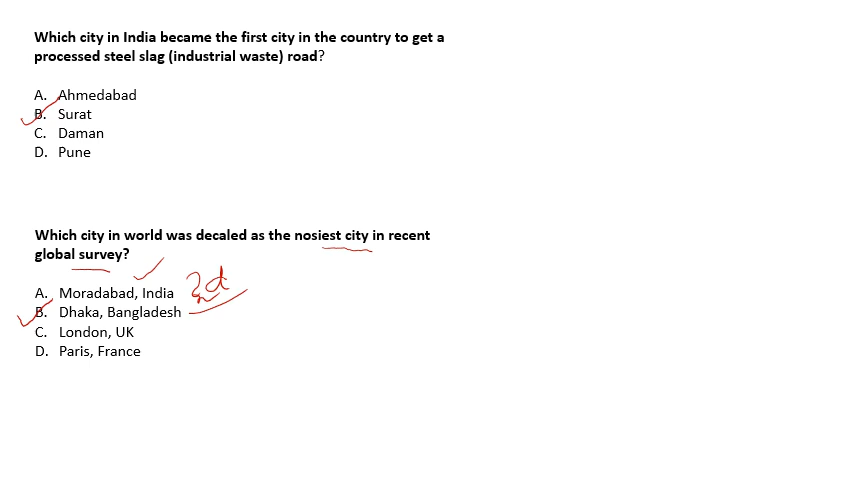 Which city in India became the first city in the country to get a
processed steel slag (industrial waste) road?
A. Ahmedabad
B. Surat
C. Daman
D. Pune
Which city in world was decaled as the nosiest city in recent
global survey?
A. Moradabad, India
B. Dhaka, Bangladesh
C. London, UK
D. Paris, France